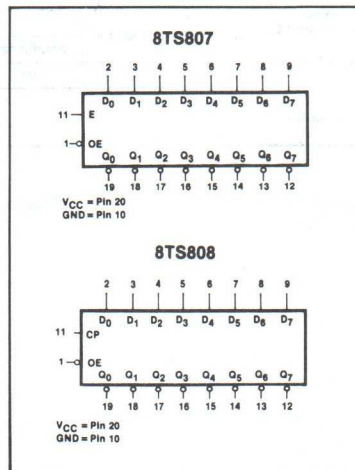 8TS807
2 3 4 5 6 7 8 9
D0 D1 D2 D3 D4 D5 D6 D7
11 E
1 OE
Q0 Q1 Q2 Q3 Q4 Q5 Q6 Q7
19 18 17 16 15 14 13 12
VCC = Pin 20
GND = Pin 10
8TS808
2 3 4 5 6 7 8 9
D0 D1 D2 D3 D4 D5 D6 D7
11 CP
1 OE
Q0 Q1 Q2 Q3 Q4 Q5 Q6 Q7
19 18 17 16 15 14 13 12
VCC = Pin 20
GND = Pin 10